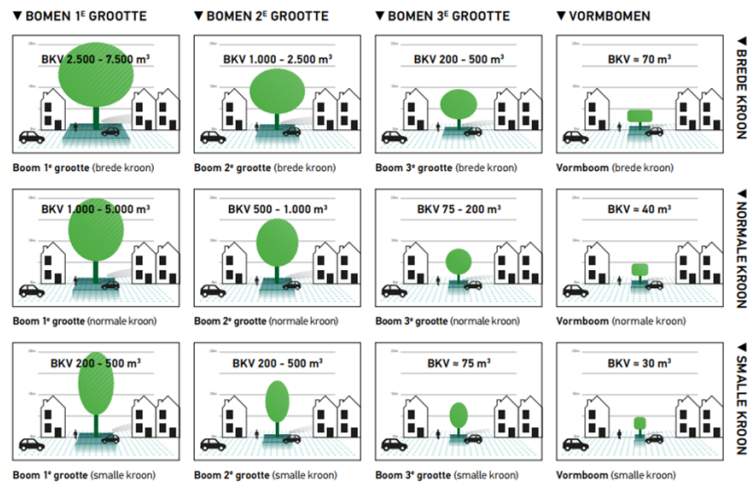 ▼ BOMEN 1E GROOTTE
▼ BOMEN 2E GROOTTE
▼ BOMEN 3E GROOTTE
▼ VORMBOMEN
BKV 2.500 - 7.500 m³
BKV 1.000 - 2.500 m³
BKV 200 - 500 m³
BKV ≈ 70 m³
▼ BREDE KROON
Boom 1e grootte (brede kroon)
Boom 2e grootte (brede kroon)
Boom 3e grootte (brede kroon)
Vormboom (brede kroon)
BKV 1.000 - 5.000 m³
BKV 500 - 1.000 m³
BKV 75 - 200 m³
BKV ≈ 40 m³
▼ NORMALE KROON
Boom 1e grootte (normale kroon)
Boom 2e grootte (normale kroon)
Boom 3e grootte (normale kroon)
Vormboom (normale kroon)
BKV 200 - 500 m³
BKV 200 - 500 m³
BKV ≈ 75 m³
BKV ≈ 30 m³
▼ SMALLE KROON
Boom 1e grootte (smalle kroon)
Boom 2e grootte (smalle kroon)
Boom 3e grootte (smalle kroon)
Vormboom (smalle kroon)